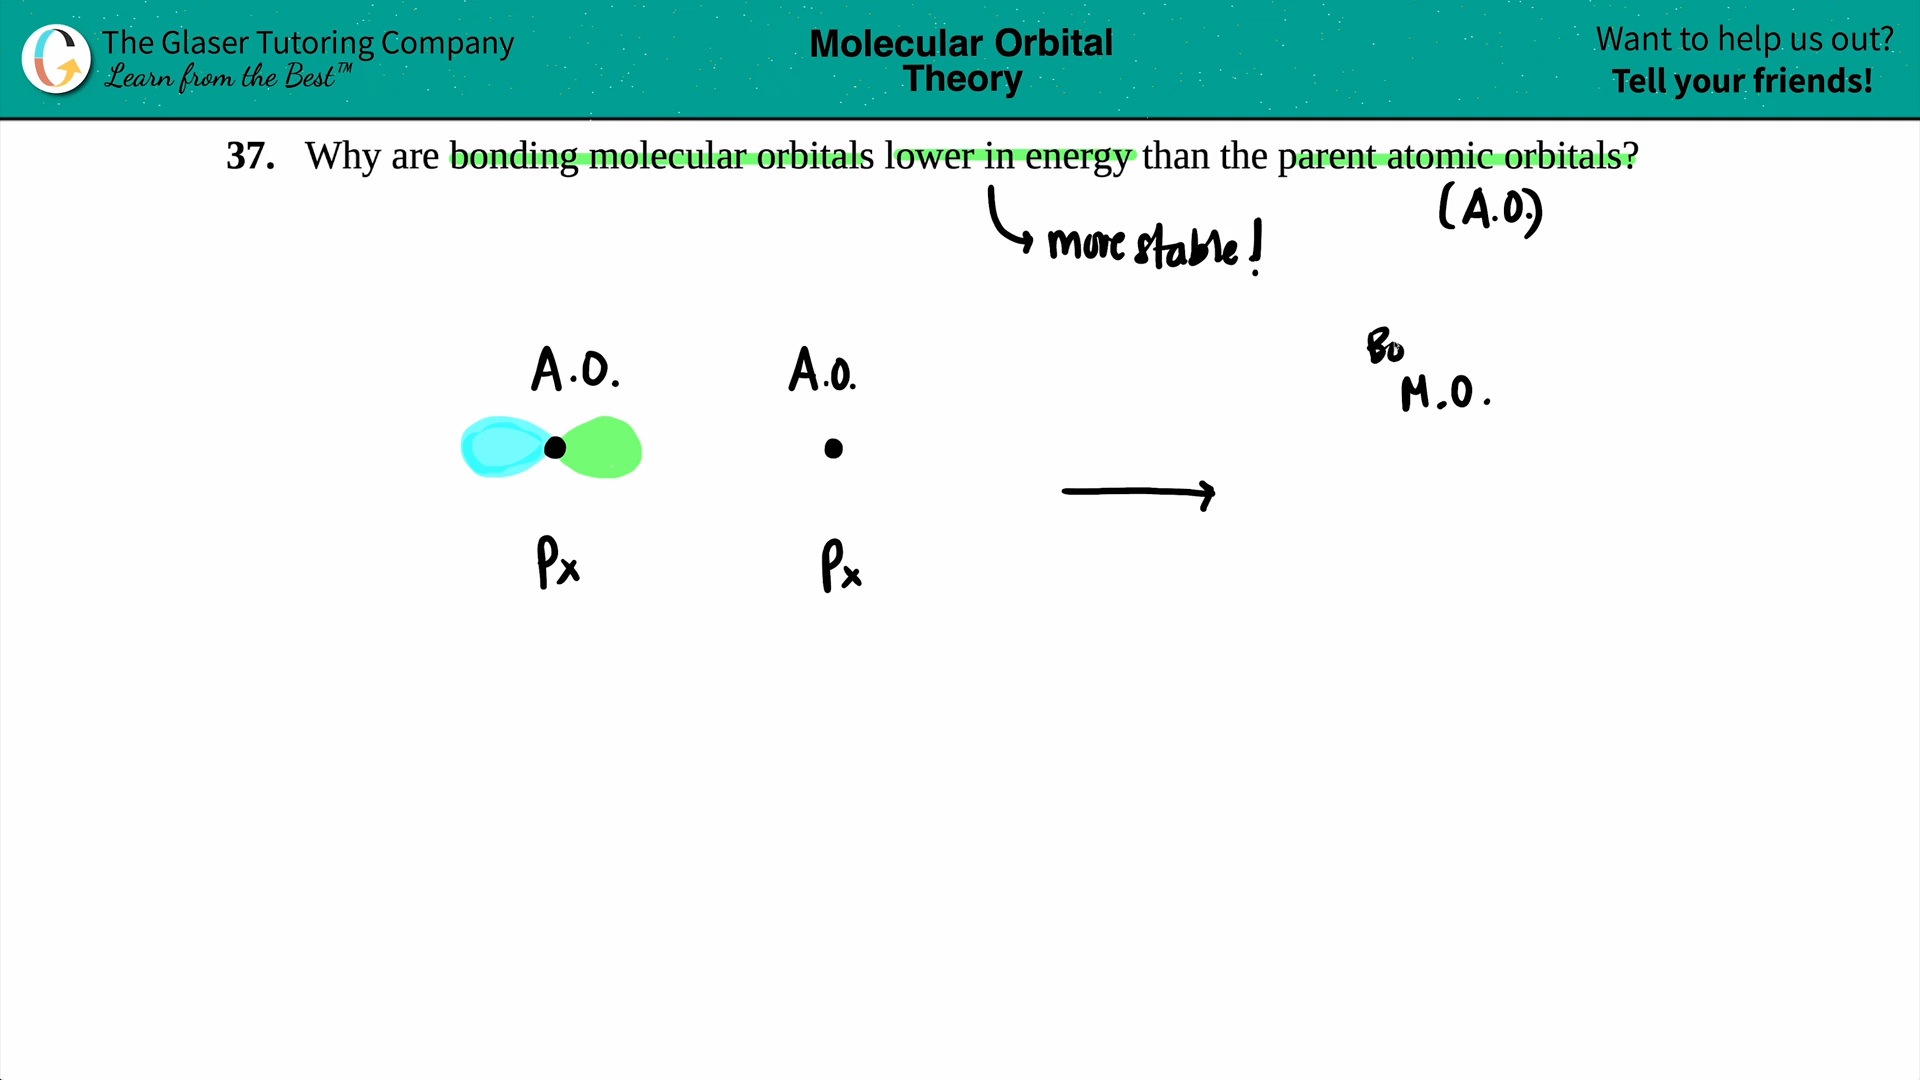 The Glaser Tutoring Company
Learn from the Best™
Molecular Orbital
Theory
Want to help us out?
Tell your friends!
37. Why are bonding molecular orbitals lower in energy than the parent atomic orbitals?
(A.O.)
more stable!
A.O.
A.O.
Bo
M.O.
Px
Px